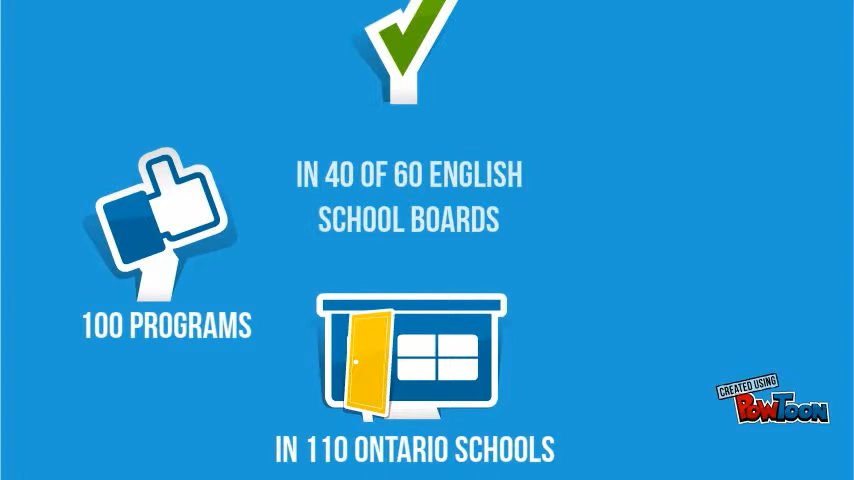 IN 40 OF 60 ENGLISH
SCHOOL BOARDS
100 PROGRAMS
IN 110 ONTARIO SCHOOLS
CREATED USING
POWTOON